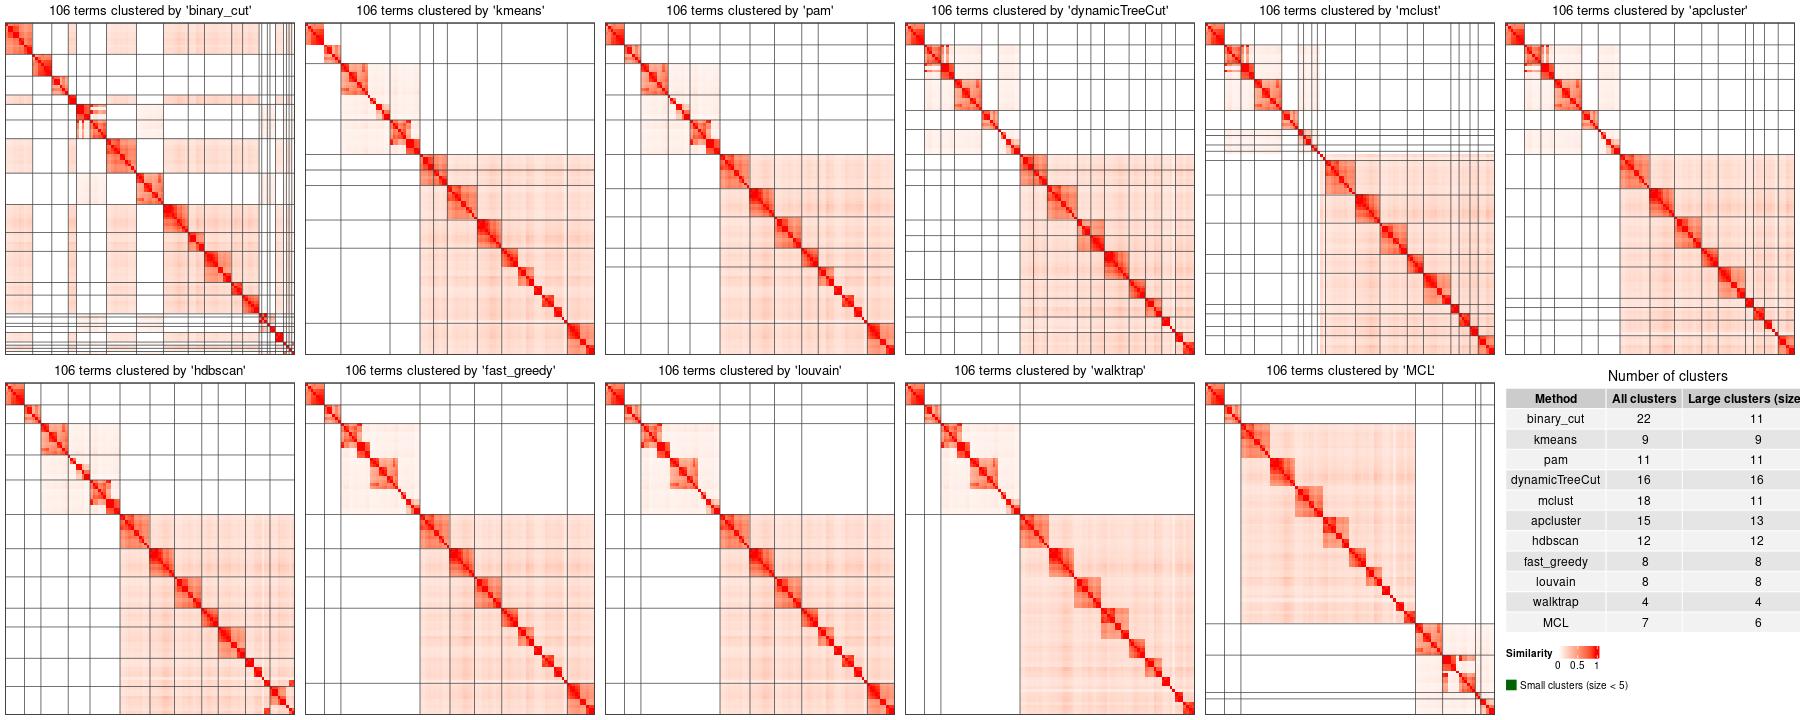 106 terms clustered by 'binary_cut'
106 terms clustered by 'kmeans'
106 terms clustered by 'pam'
106 terms clustered by 'dynamicTreeCut'
106 terms clustered by 'mclust'
106 terms clustered by 'apcluster'
106 terms clustered by 'hdbscan'
106 terms clustered by 'fast_greedy'
106 terms clustered by 'louvain'
106 terms clustered by 'walktrap'
106 terms clustered by 'MCL'
Number of clusters
Method All clusters Large clusters (size
binary_cut 22 11
kmeans 9 9
pam 11 11
dynamicTreeCut 16 16
mclust 18 11
apcluster 15 13
hdbscan 12 12
fast_greedy 8 8
louvain 8 8
walktrap 4 4
MCL 7 6
Similarity
0 0.5 1
Small clusters (size < 5)